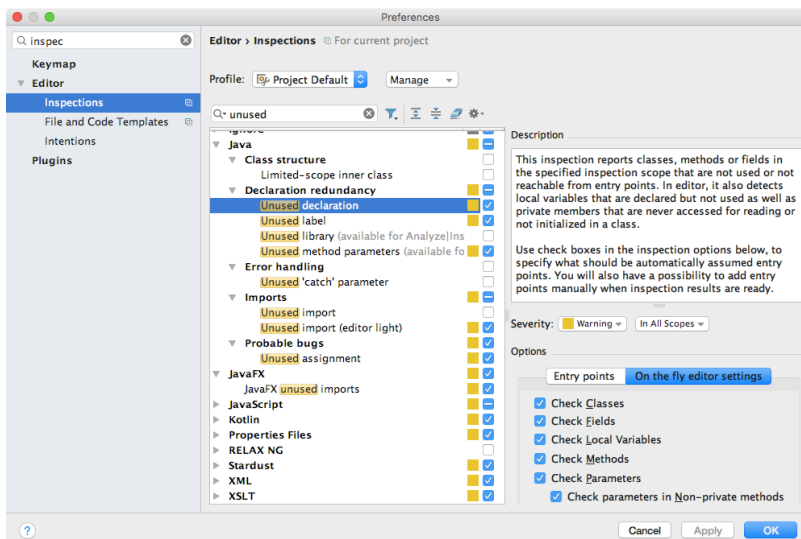 Preferences
inspec
Keymap
Editor
Inspections
File and Code Templates
Intentions
Plugins
Editor › Inspections For current project
Profile: Project Default Manage
unused
Ignore
Java
Class structure
Limited-scope inner class
Declaration redundancy
Unused declaration
Unused label
Unused library (available for Analyze|Ins
Unused method parameters (available fo
Error handling
Unused 'catch' parameter
Imports
Unused import
Unused import (editor light)
Probable bugs
Unused assignment
JavaFX
JavaFX unused imports
JavaScript
Kotlin
Properties Files
RELAX NG
Stardust
XML
XSLT
Description
This inspection reports classes, methods or fields in
the specified inspection scope that are not used or not
reachable from entry points. In editor, it also detects
local variables that are declared but not used as well as
private members that are never accessed for reading or
not initialized in a class.
Use check boxes in the inspection options below, to
specify what should be automatically assumed entry
points. You will also have a possibility to add entry
points manually when inspection results are ready.
Severity: Warning In All Scopes
Options
Entry points On the fly editor settings
Check Classes
Check Fields
Check Local Variables
Check Methods
Check Parameters
Check parameters in Non-private methods
? Cancel Apply OK